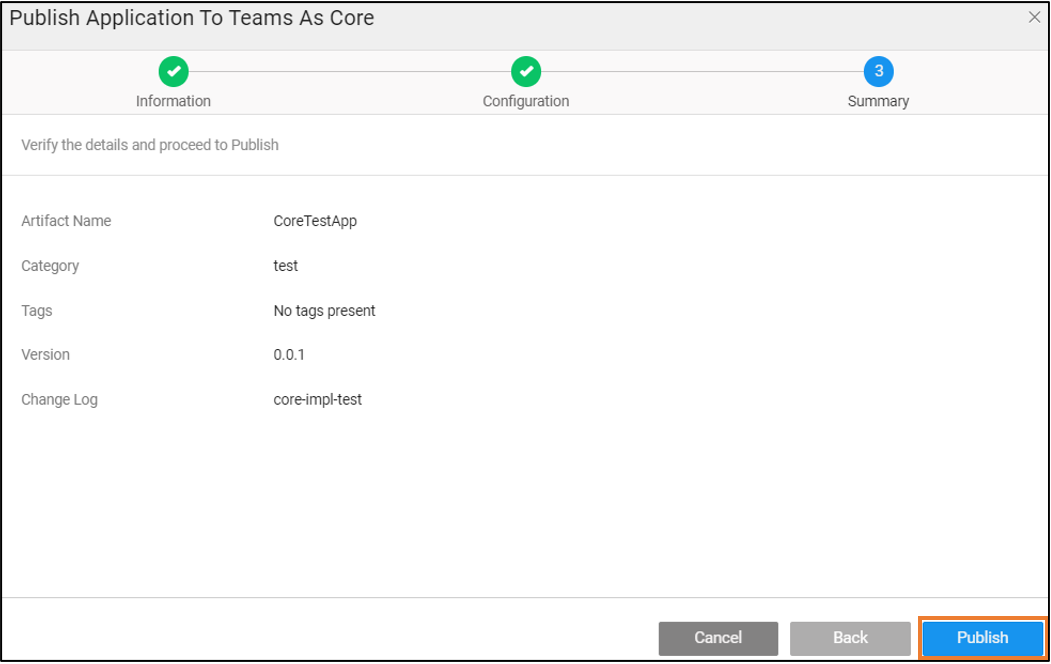 Publish Application To Teams As Core
3
Information
Configuration
Summary
Verify the details and proceed to Publish
Artifact Name CoreTestApp
Category test
Tags No tags present
Version 0.0.1
Change Log core-impl-test
Cancel Back Publish